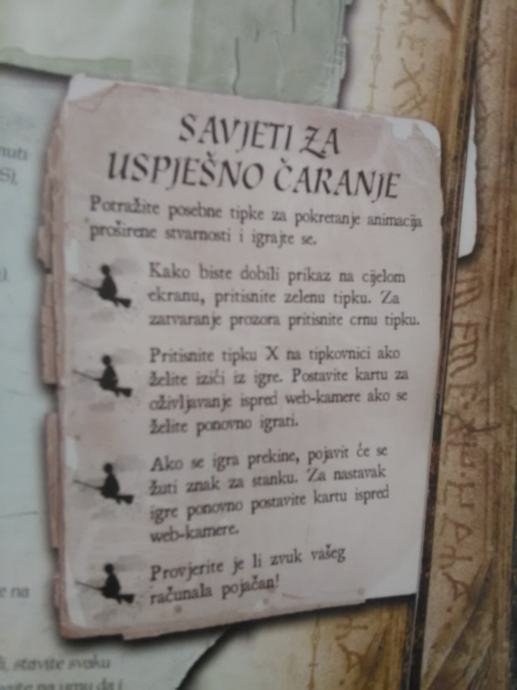 SAVJETI ZA
USPJEŠNO ČARANJE
Potražite posebne tipke za pokretanje animacija
proširene stvarnosti i igrajte se.
Kako biste dobili prikaz na cijelom
ekranu, pritisnite zelenu tipku. Za
zatvaranje prozora pritisnite crnu tipku.
Pritisnite tipku X na tipkovnici ako
želite izići iz igre. Postavite kartu za
oživljavanje ispred web-kamere ako se
želite ponovno igrati.
Ako se igra prekine, pojavit će se
žuti znak za stanku. Za nastavak
igre ponovno postavite kartu ispred
web-kamere.
Provjerite je li zvuk vašeg
računala pojačan!
stavite svaku